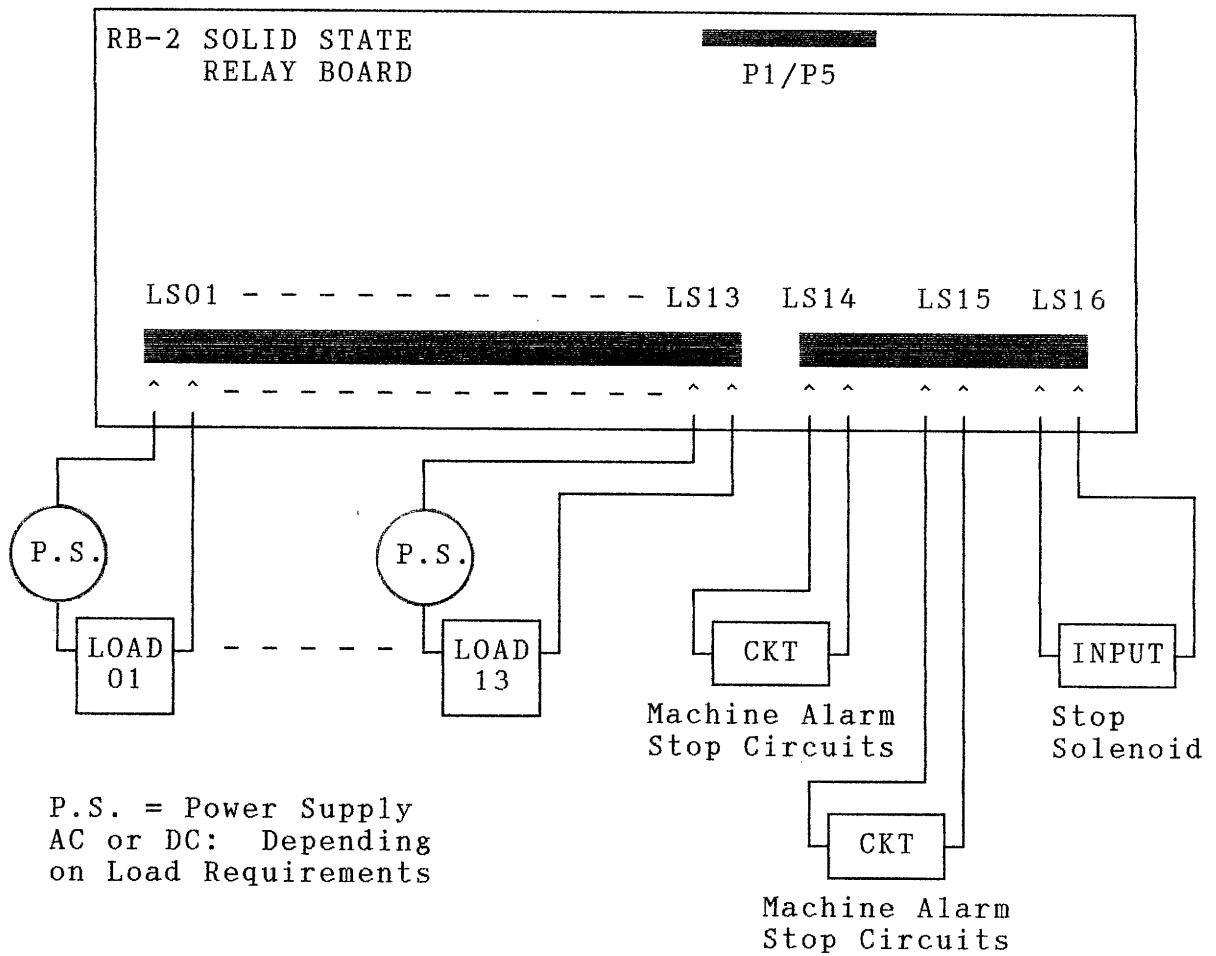 RB-2 SOLID STATE
RELAY BOARD
P1/P5
LS01 - - - - - - - - - - - LS13 LS14 LS15 LS16
^ ^ - - - - - - - - - - - - ^ ^ ^ ^ ^ ^ ^ ^
P.S.
P.S.
LOAD
01
- - - - -
LOAD
13
CKT
INPUT
Machine Alarm
Stop Circuits
Stop
Solenoid
P.S. = Power Supply
AC or DC: Depending
on Load Requirements
CKT
Machine Alarm
Stop Circuits